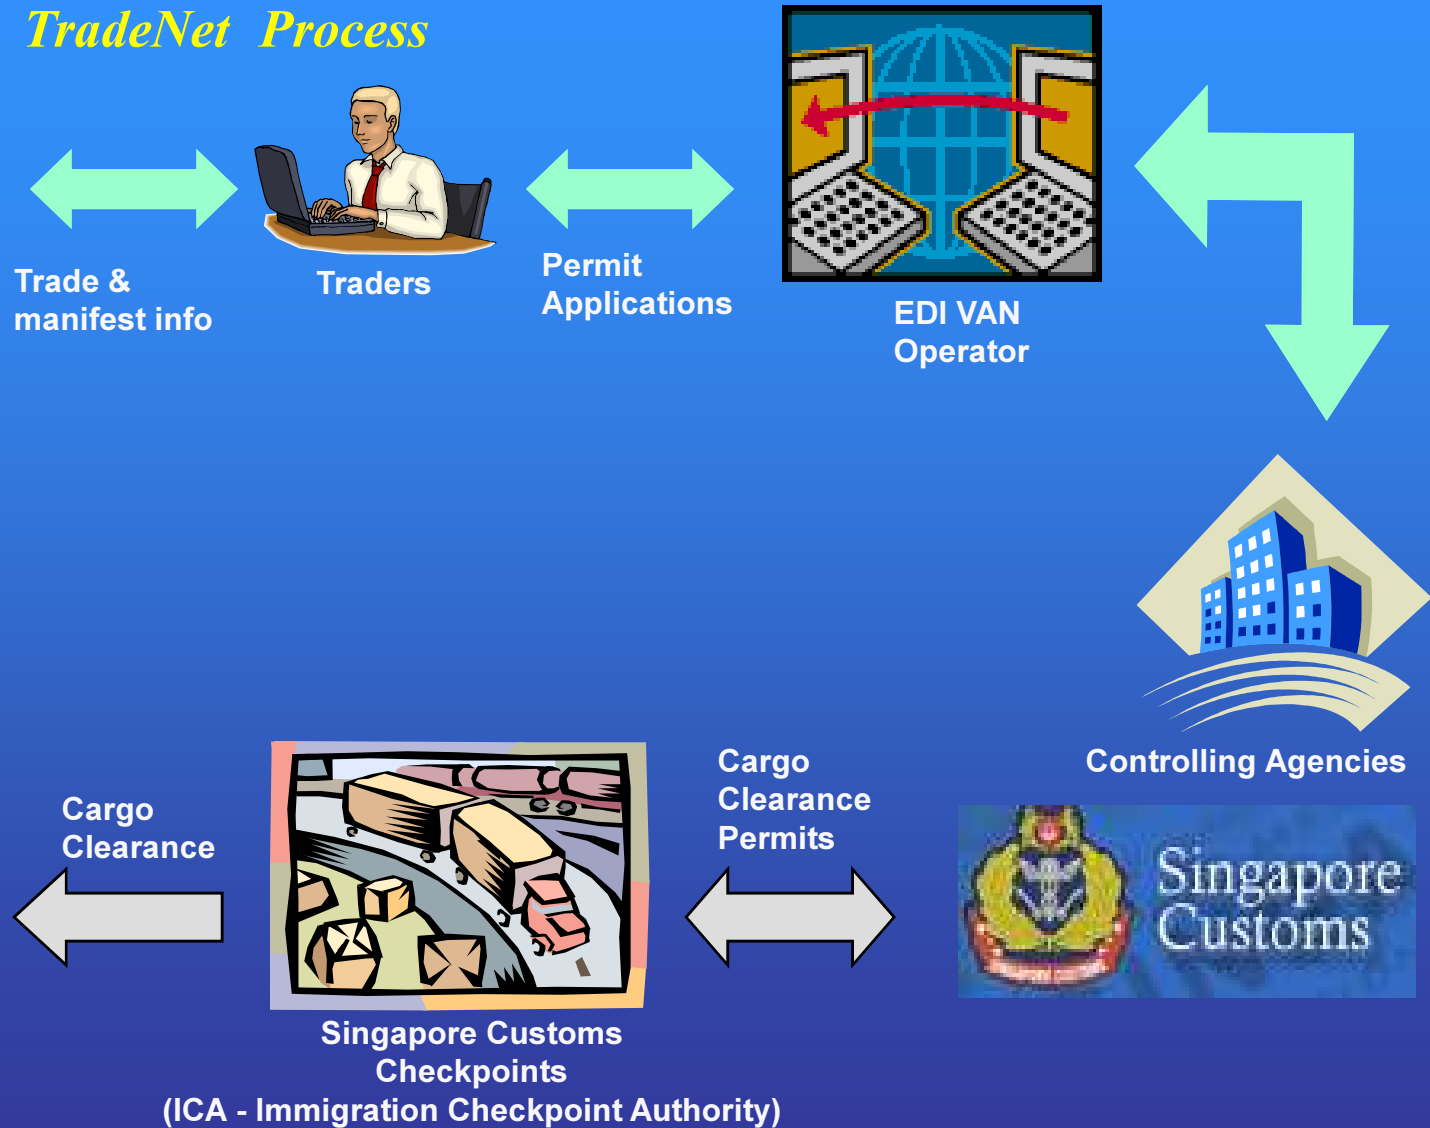 TradeNet Process
Trade &
manifest info
Traders
Permit
Applications
EDI VAN
Operator
Controlling Agencies
Singapore
Customs
Cargo
Clearance
Permits
Cargo
Clearance
Singapore Customs
Checkpoints
(ICA - Immigration Checkpoint Authority)